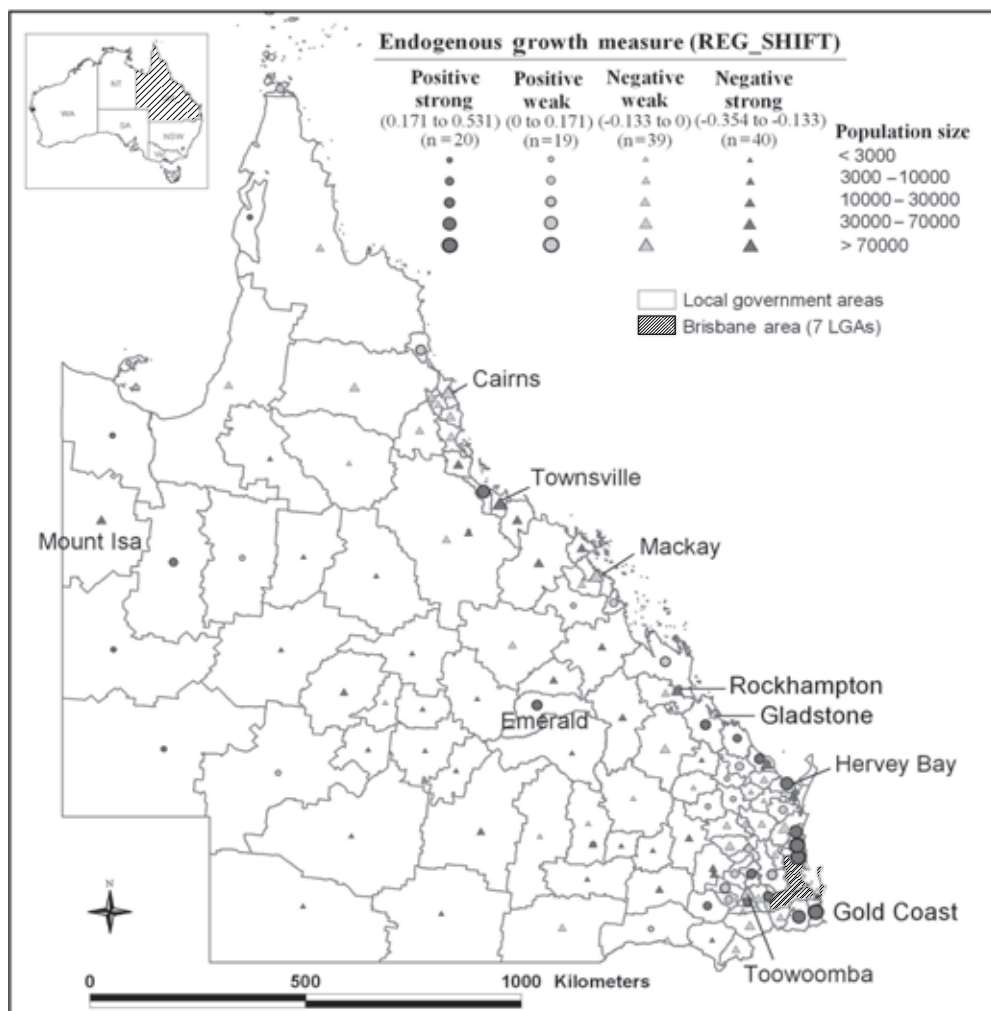 Endogenous growth measure (REG_SHIFT)
Positive strong
(0.171 to 0.531)
(n=20)
Positive weak
(0 to 0.171)
(n=19)
Negative weak
(-0.133 to 0)
(n=39)
Negative strong
(-0.354 to -0.133)
(n=40)
Population size
< 3000
3000 – 10000
10000 – 30000
30000 – 70000
> 70000
Local government areas
Brisbane area (7 LGAs)
WA
NT
SA
NSW
Cairns
Townsville
Mount Isa
Mackay
Rockhampton
Emerald
Gladstone
Hervey Bay
N
Gold Coast
Toowoomba
0 500 1000 Kilometers